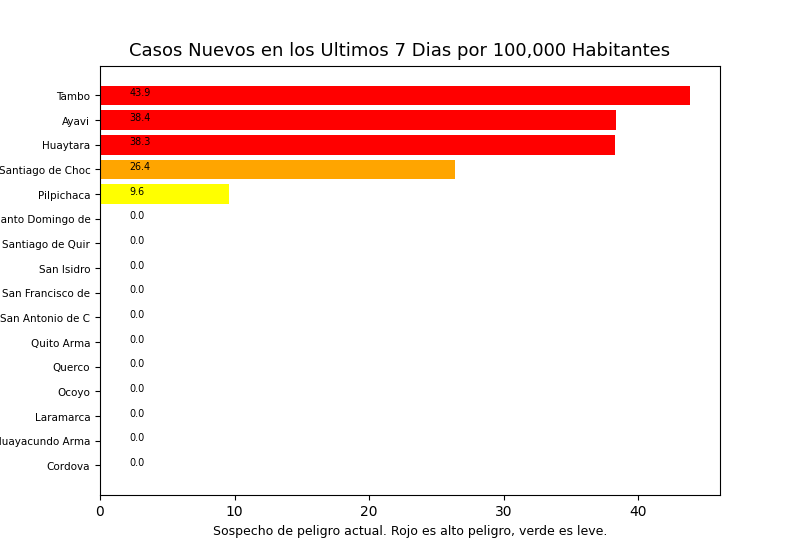 Casos Nuevos en los Ultimos 7 Dias por 100,000 Habitantes
Tambo 43.9
Ayavi 38.4
Huaytara 38.3
Santiago de Choc 26.4
Pilpichaca 9.6
anto Domingo de 0.0
Santiago de Quir 0.0
San Isidro 0.0
San Francisco de 0.0
San Antonio de C 0.0
Quito Arma 0.0
Querco 0.0
Ocoyo 0.0
Laramarca 0.0
uayacundo Arma 0.0
Cordova 0.0
0 10 20 30 40
Sospecho de peligro actual. Rojo es alto peligro, verde es leve.